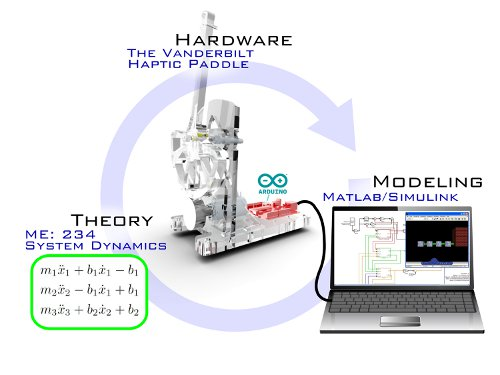 HARDWARE
THE VANDERBILT
HAPTIC PADDLE
ARDUINO
MODELING
MATLAB/SIMULINK
THEORY
ME: 234
SYSTEM DYNAMICS
m₁ẍ₁ + b₁ẋ₁ − b₁
m₂ẍ₂ − b₁ẋ₁ + b₁
m₃ẍ₃ + b₂ẋ₂ + b₂